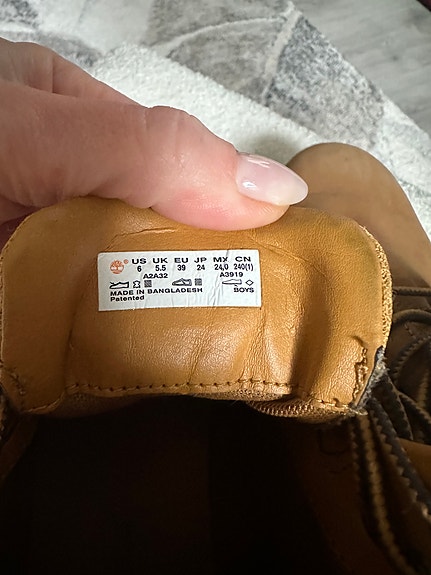 ® US UK EU JP MX CN
6 5.5 39 24 24,0 240(1)
A2A32 A3919
MADE IN BANGLADESH BOYS
Patented